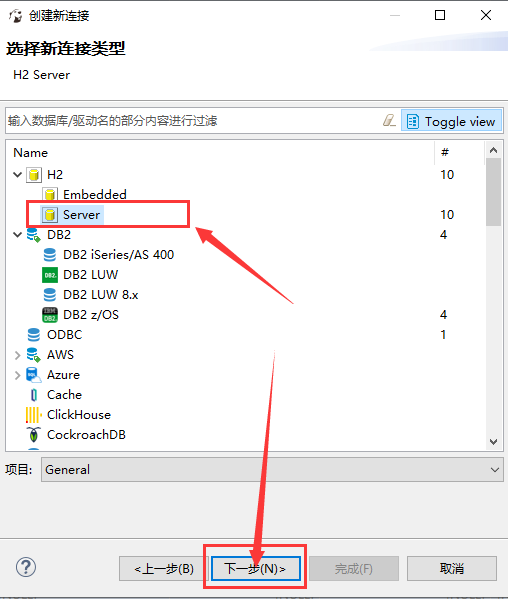 创建新连接
选择新连接类型
H2 Server
输入数据库/驱动名的部分内容进行过滤
Toggle view
Name #
H2 10
Embedded
Server 10
DB2 4
DB2 iSeries/AS 400
DB2. DB2 LUW
DB2 LUW 8.x
IBM DB2 DB2 z/OS 4
ODBC 1
AWS
Azure
Cache
ClickHouse
CockroachDB
项目: General
? <上一步(B) 下一步(N)> 完成(F) 取消